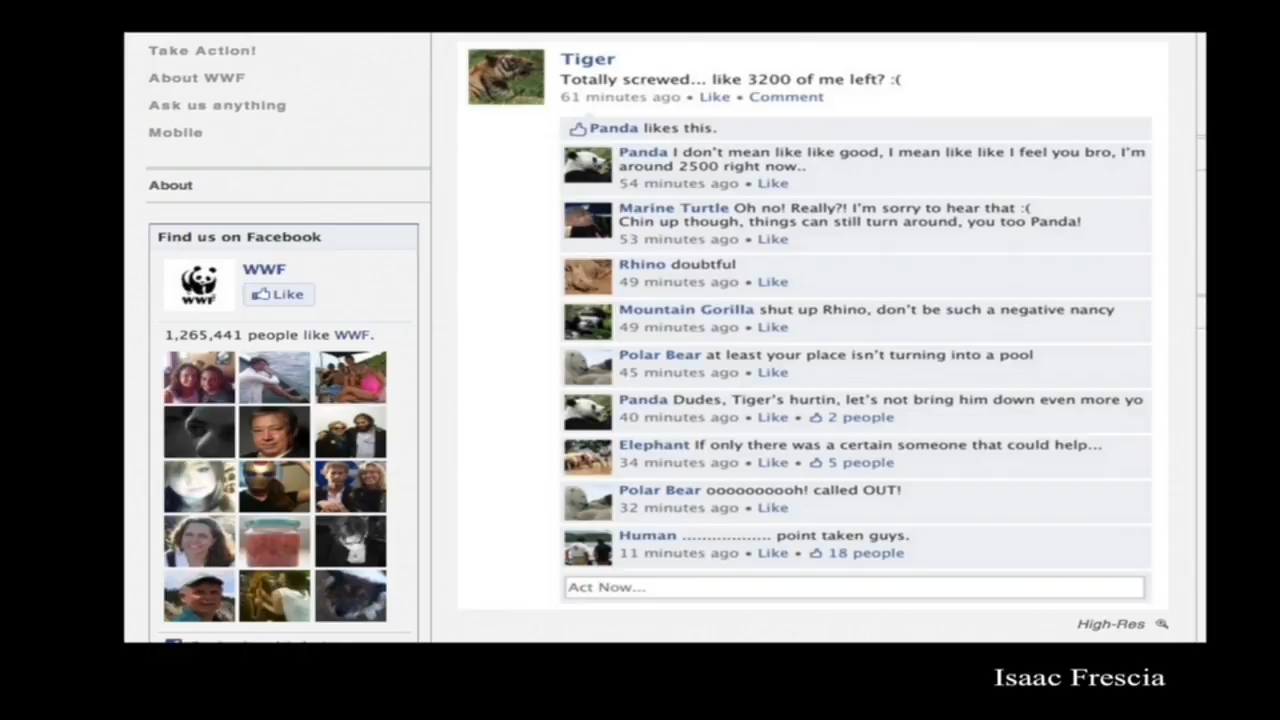 Take Action!
About WWF
Ask us anything
Mobile
About
Find us on Facebook
WWF
WWF
Like
1,265,441 people like WWF.
Tiger
Totally screwed... like 3200 of me left? :(
61 minutes ago • Like • Comment
Panda likes this.
Panda I don't mean like like good, I mean like like I feel you bro, I'm
around 2500 right now..
54 minutes ago • Like
Marine Turtle Oh no! Really?! I'm sorry to hear that :(
Chin up though, things can still turn around, you too Panda!
53 minutes ago • Like
Rhino doubtful
49 minutes ago • Like
Mountain Gorilla shut up Rhino, don't be such a negative nancy
49 minutes ago • Like
Polar Bear at least your place isn't turning into a pool
45 minutes ago • Like
Panda Dudes, Tiger's hurtin, let's not bring him down even more yo
40 minutes ago • Like • 2 people
Elephant If only there was a certain someone that could help...
34 minutes ago • Like • 5 people
Polar Bear oooooooooh! called OUT!
32 minutes ago • Like
Human .................. point taken guys.
11 minutes ago • Like • 18 people
Act Now...
High-Res
Isaac Frescia